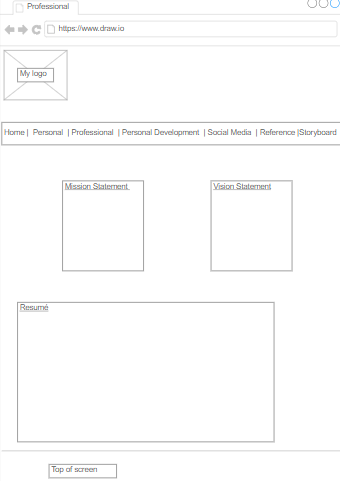 Professional
https://www.draw.io
My logo
Home | Personal | Professional | Personal Development | Social Media | Reference |Storyboard
Mission Statement Vision Statement
Resumé
Top of screen